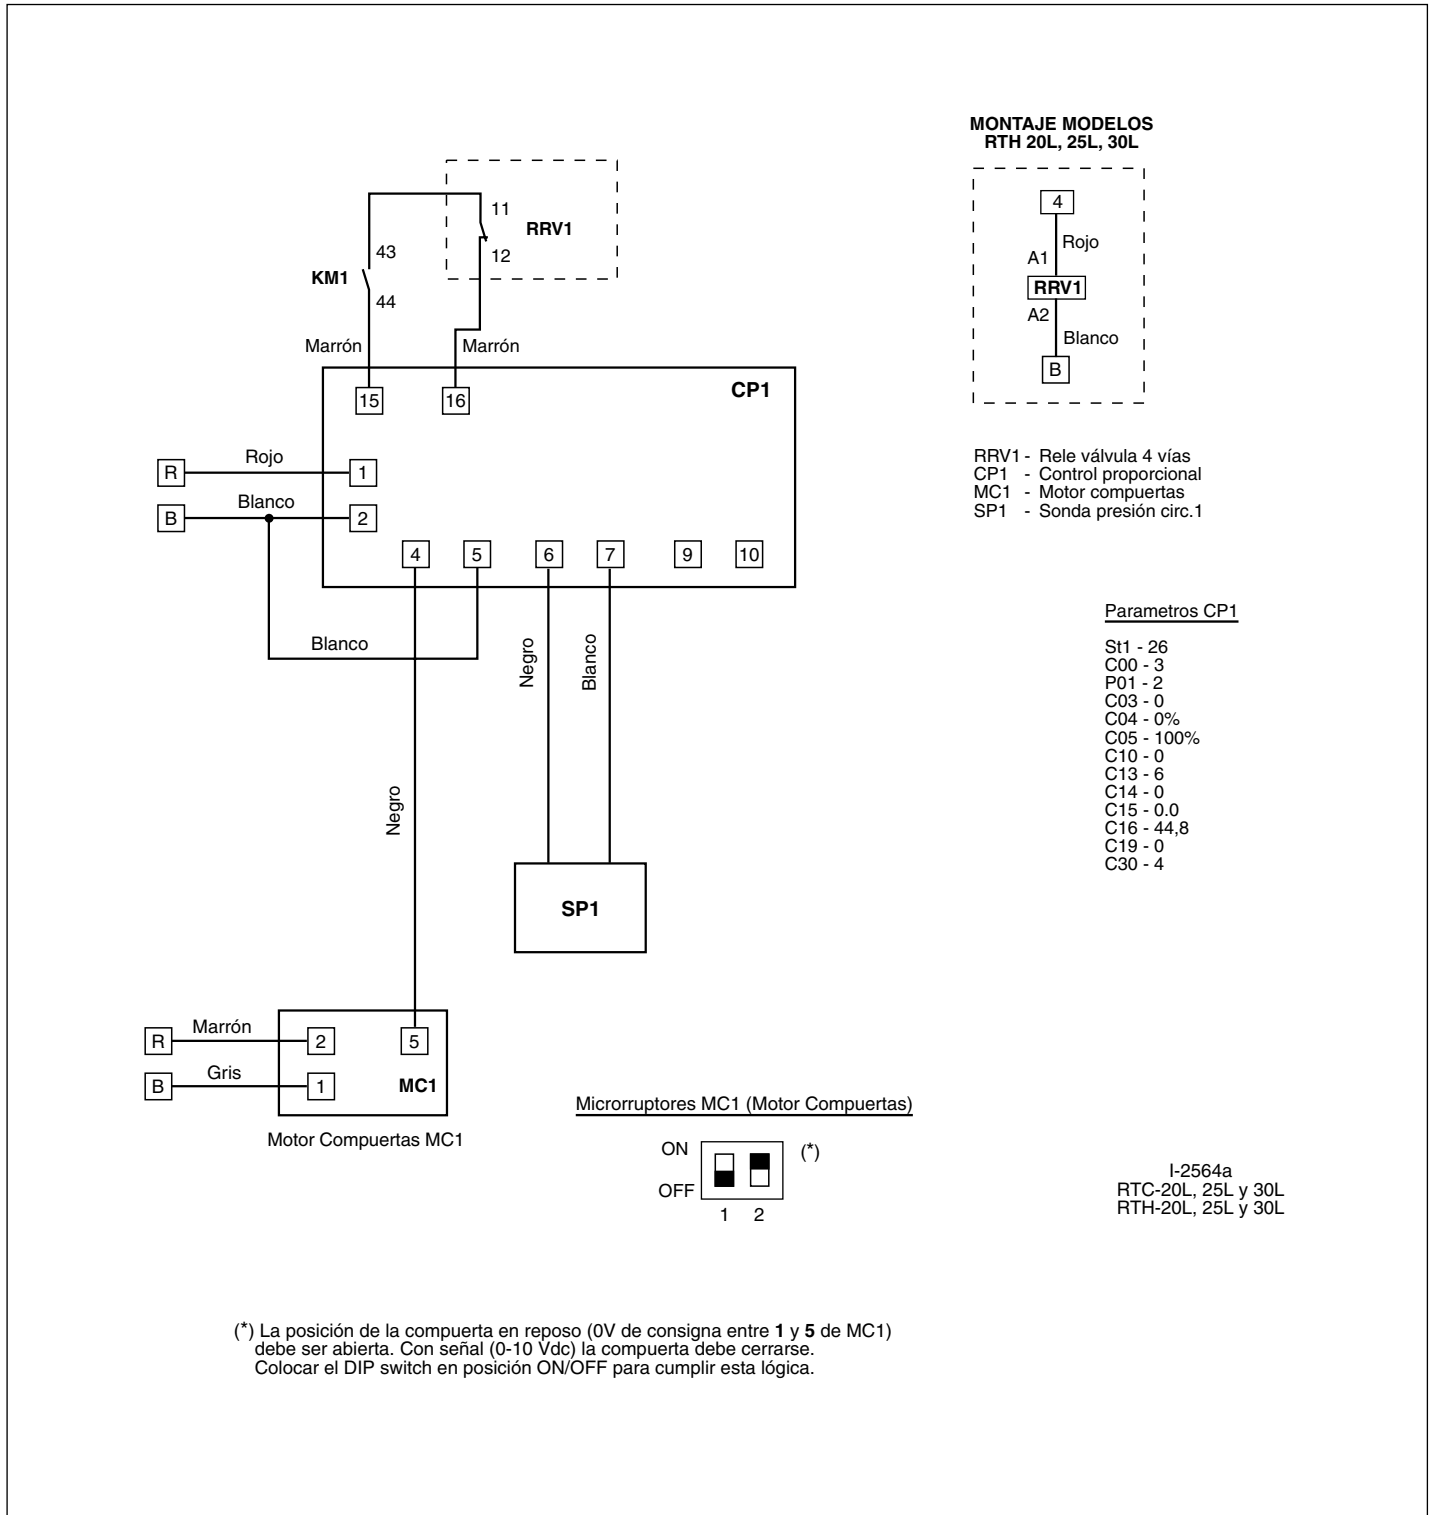 MONTAJE MODELOS
RTH 20L, 25L, 30L
4
Rojo
A1
RRV1
A2
Blanco
B
11
RRV1
12
43
KM1
44
Marrón
Marrón
15
16
CP1
R
Rojo
1
B
Blanco
2
4
5
6
7
9
10
Blanco
Negro
Blanco
Negro
SP1
RRV1 - Rele válvula 4 vías
CP1 - Control proporcional
MC1 - Motor compuertas
SP1 - Sonda presión circ.1
Parametros CP1
St1 - 26
C00 - 3
P01 - 2
C03 - 0
C04 - 0%
C05 - 100%
C10 - 0
C13 - 6
C14 - 0
C15 - 0.0
C16 - 44,8
C19 - 0
C30 - 4
R
Marrón
2
5
B
Gris
1
MC1
Motor Compuertas MC1
Microrruptores MC1 (Motor Compuertas)
ON
(*)
OFF
1 2
I-2564a
RTC-20L, 25L y 30L
RTH-20L, 25L y 30L
(*) La posición de la compuerta en reposo (0V de consigna entre 1 y 5 de MC1)
debe ser abierta. Con señal (0-10 Vdc) la compuerta debe cerrarse.
Colocar el DIP switch en posición ON/OFF para cumplir esta lógica.